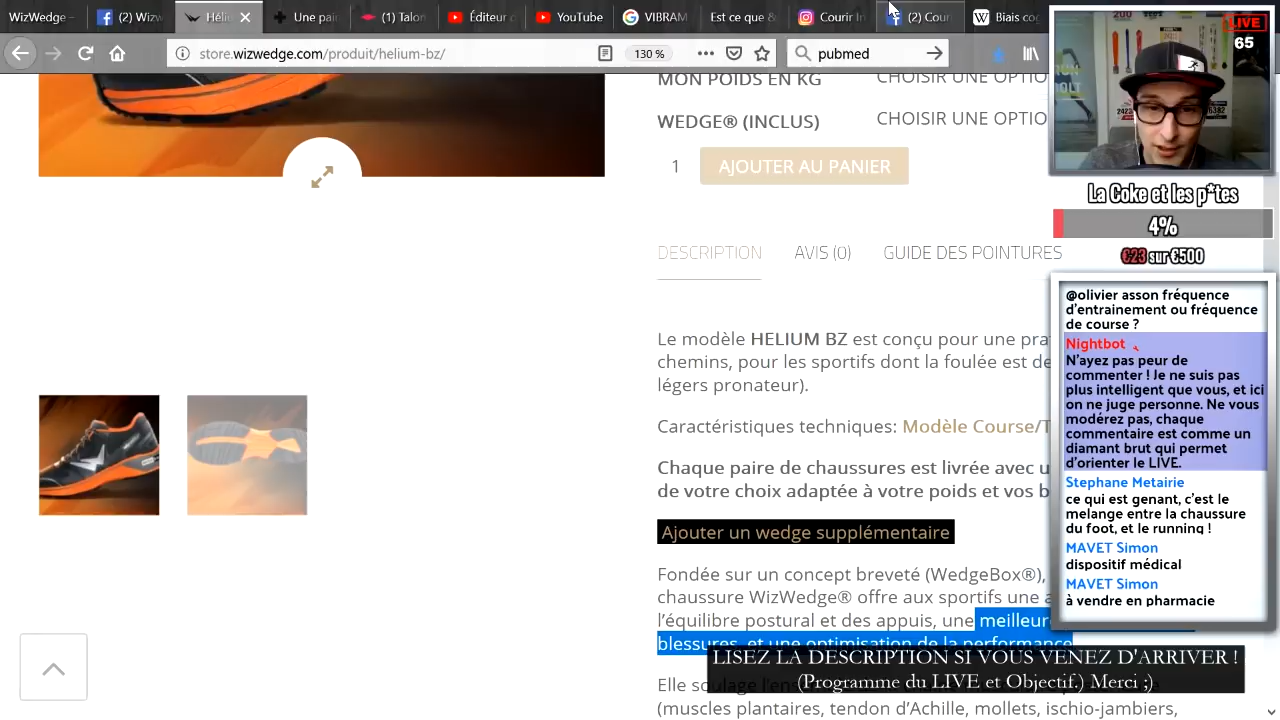 WizWedge –
(2) Wizw
Héli
Une pair
(1) Talon
Éditeur d
YouTube
VIBRAM
Est ce que &
Courir In
(2) Cour
Biais cog
store.wizwedge.com/produit/helium-bz/
130 %
pubmed
MON POIDS EN KG
CHOISIR UNE OPTIO
WEDGE® (INCLUS)
CHOISIR UNE OPTIO
1
AJOUTER AU PANIER
DESCRIPTION
AVIS (0)
GUIDE DES POINTURES
Le modèle HELIUM BZ est conçu pour une pra
chemins, pour les sportifs dont la foulée est de
légers pronateur).
Caractéristiques techniques: Modèle Course/T
Chaque paire de chaussures est livrée avec u
de votre choix adaptée à votre poids et vos b
Ajouter un wedge supplémentaire
Fondée sur un concept breveté (WedgeBox®),
chaussure WizWedge® offre aux sportifs une a
l'équilibre postural et des appuis, une meilleur
blessures, et une optimisation de la performance
Elle soulage l'ens
(muscles plantaires, tendon d'Achille, mollets, ischio-jambiers,
LIVE
65
La Coke et les p*tes
4%
€23 sur €500
@olivier asson fréquence
d'entrainement ou fréquence
de course ?
Nightbot
N'ayez pas peur de
commenter ! Je ne suis pas
plus intelligent que vous, et ici
on ne juge personne. Ne vous
modérez pas, chaque
commentaire est comme un
diamant brut qui permet
d'orienter le LIVE.
Stephane Metairie
ce qui est genant, c'est le
melange entre la chaussure
du foot, et le running !
MAVET Simon
dispositif médical
MAVET Simon
à vendre en pharmacie
LISEZ LA DESCRIPTION SI VOUS VENEZ D'ARRIVER !
(Programme du LIVE et Objectif.) Merci ;)